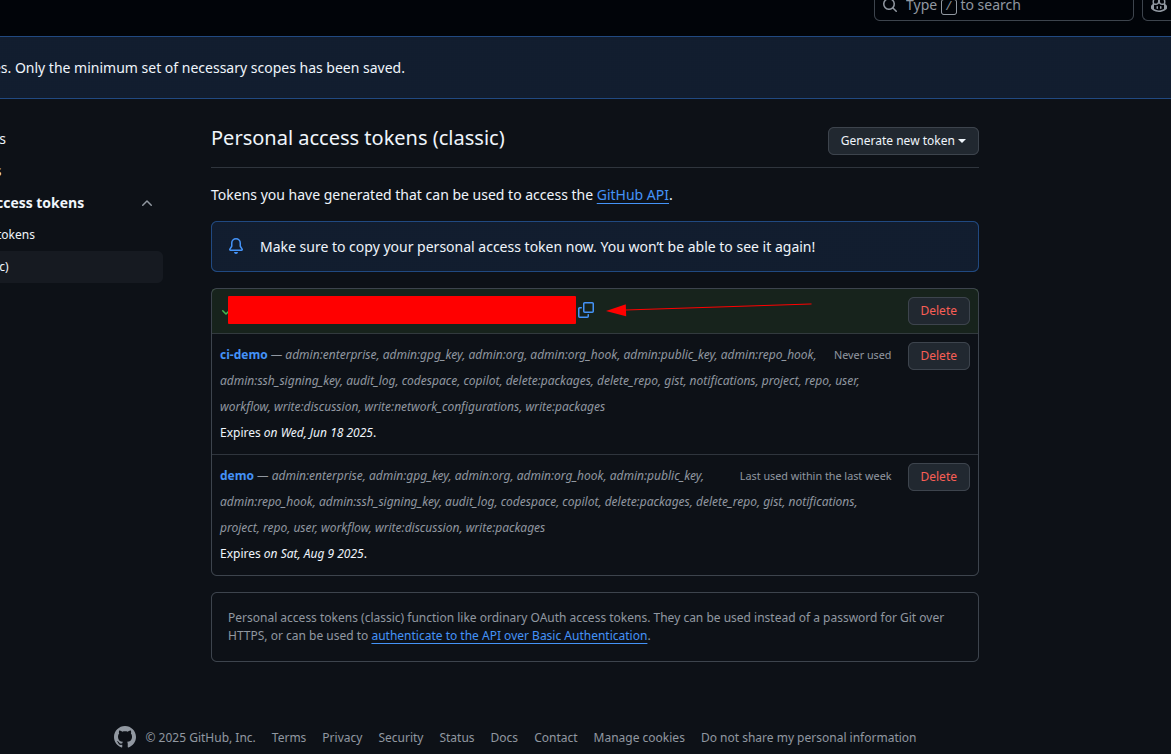 Type / to search
s. Only the minimum set of necessary scopes has been saved.
s
s
ccess tokens
tokens
c)
Personal access tokens (classic)
Generate new token
Tokens you have generated that can be used to access the GitHub API.
Make sure to copy your personal access token now. You won't be able to see it again!
Delete
ci-demo — admin:enterprise, admin:gpg_key, admin:org, admin:org_hook, admin:public_key, admin:repo_hook,
Never used
Delete
admin:ssh_signing_key, audit_log, codespace, copilot, delete:packages, delete_repo, gist, notifications, project, repo, user,
workflow, write:discussion, write:network_configurations, write:packages
Expires on Wed, Jun 18 2025.
demo — admin:enterprise, admin:gpg_key, admin:org, admin:org_hook, admin:public_key,
Last used within the last week
Delete
admin:repo_hook, admin:ssh_signing_key, audit_log, codespace, copilot, delete:packages, delete_repo, gist, notifications,
project, repo, user, workflow, write:discussion, write:packages
Expires on Sat, Aug 9 2025.
Personal access tokens (classic) function like ordinary OAuth access tokens. They can be used instead of a password for Git over
HTTPS, or can be used to authenticate to the API over Basic Authentication.
© 2025 GitHub, Inc. Terms Privacy Security Status Docs Contact Manage cookies Do not share my personal information